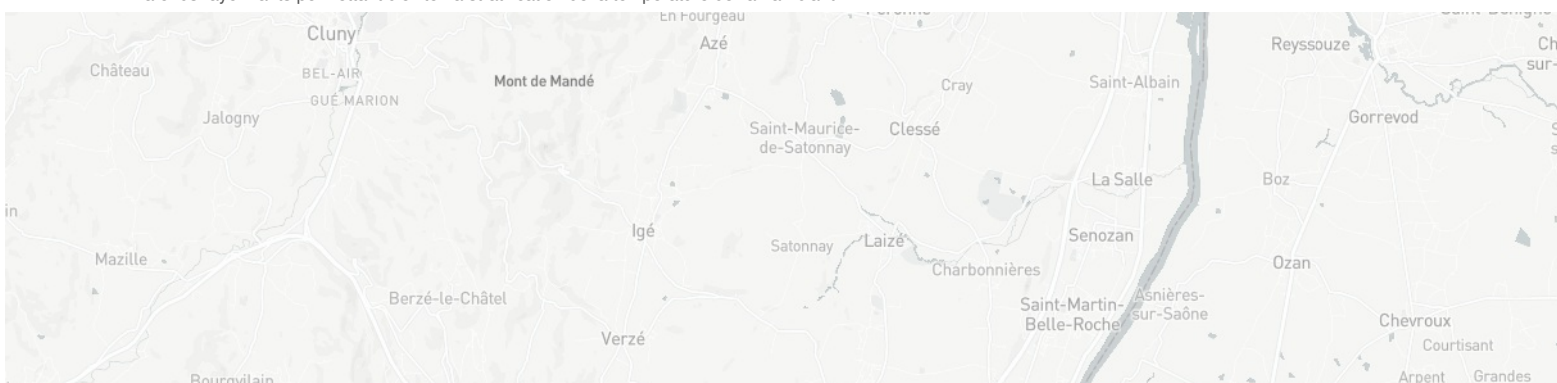 En Fourgeau
Cluny
Azé
Reyssouze
Château
BEL-AIR
Mont de Mandé
Cray
Saint-Albain
sur-
GUÉ MARION
Jalogny
Gorrevod
Saint-Maurice-
de-Satonnay
Clessé
La Salle
Boz
in
Igé
Satonnay
Laizé
Senozan
Mazille
Charbonnières
Ozan
Berzé-le-Châtel
Asnières-
sur-Saône
Saint-Martin-
Belle-Roche
Verzé
Chevroux
Courtisant
Arpent
Grandes